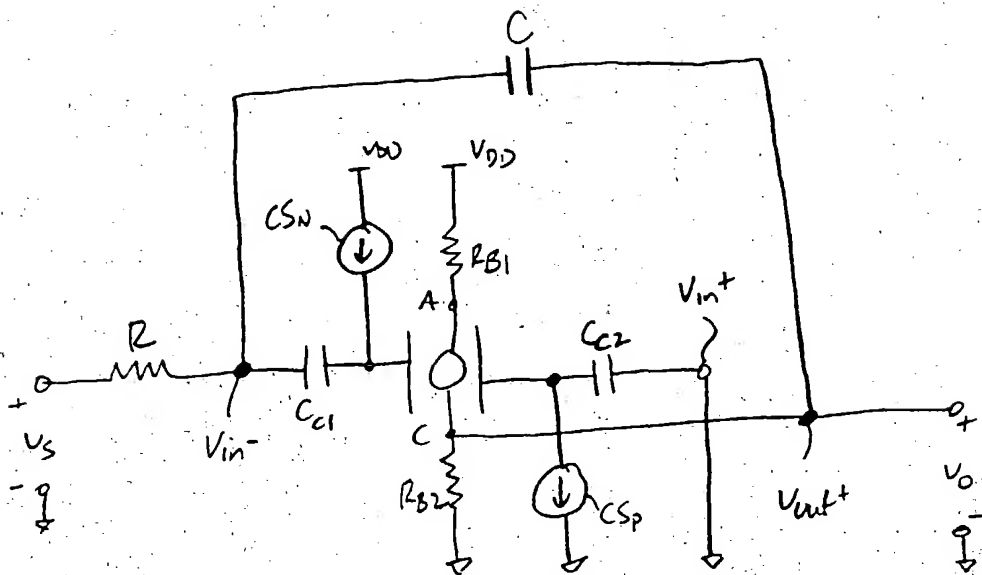 C
VDD
VDD
CSN
RB1
A
Vin+
R
CC2
CC1
+
Vs
-
Vin-
C
RB2
CSP
Vout+
+
Vo
-